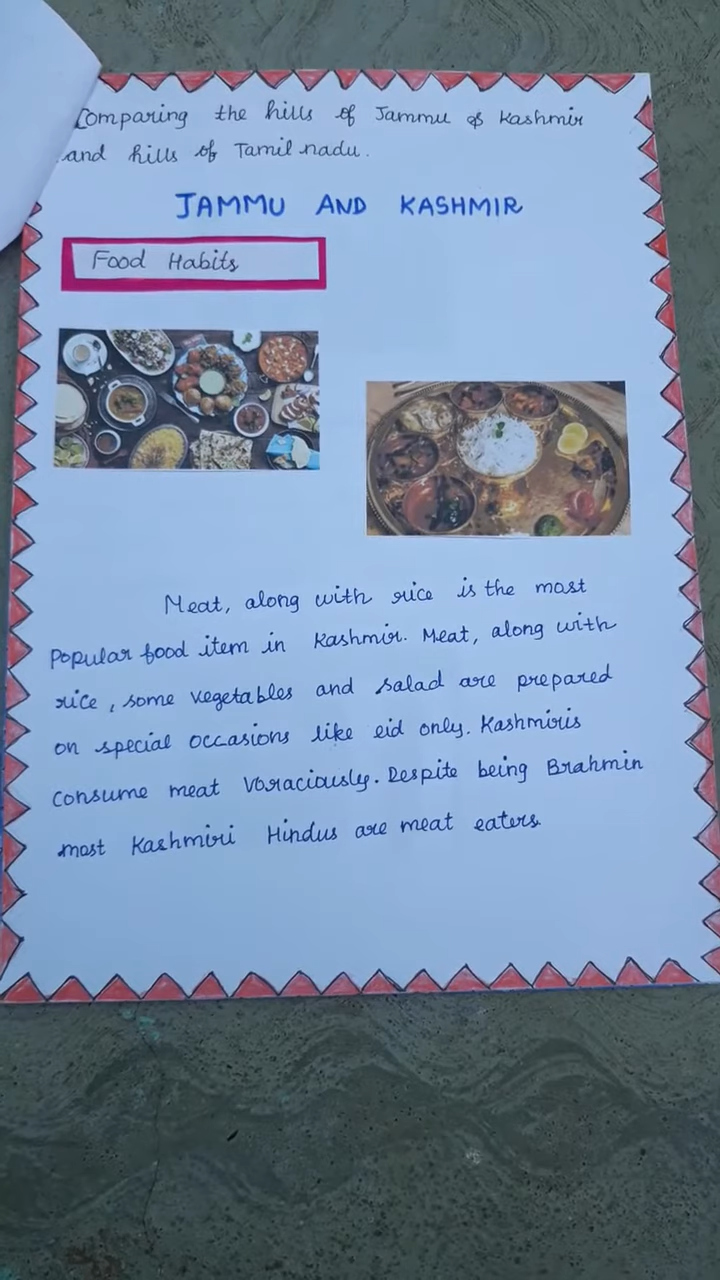 Comparing the hills of Jammu & Kashmir
and hills of Tamil nadu.
JAMMU AND KASHMIR
Food Habits
Meat, along with rice is the most
Popular food item in Kashmir. Meat, along with
rice, some vegetables and salad are prepared
on special occasions like eid only. Kashmiris
consume meat voraciously. Despite being Brahmin
most Kashmiri Hindus are meat eaters.